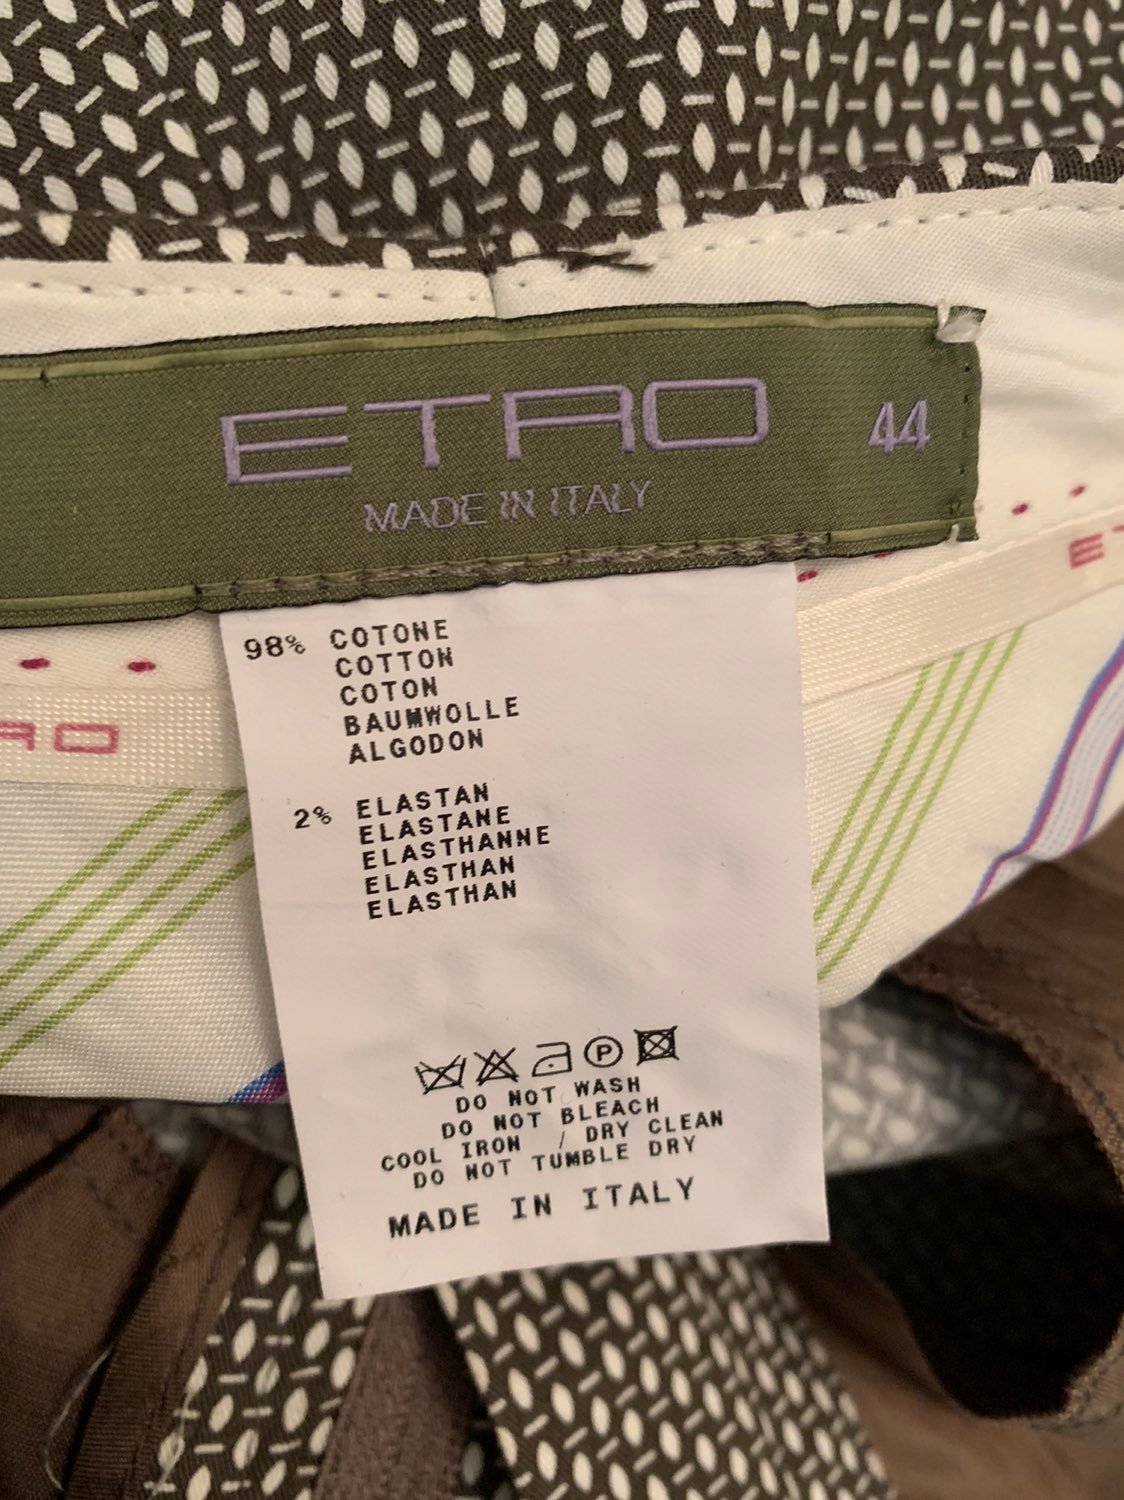 ETRO 44
MADE IN ITALY
98% COTONE
COTTON
COTON
BAUMWOLLE
ALGODON
2% ELASTAN
ELASTANE
ELASTHANNE
ELASTHAN
ELASTHAN
P
DO NOT WASH
DO NOT BLEACH
COOL IRON / DRY CLEAN
DO NOT TUMBLE DRY
MADE IN ITALY